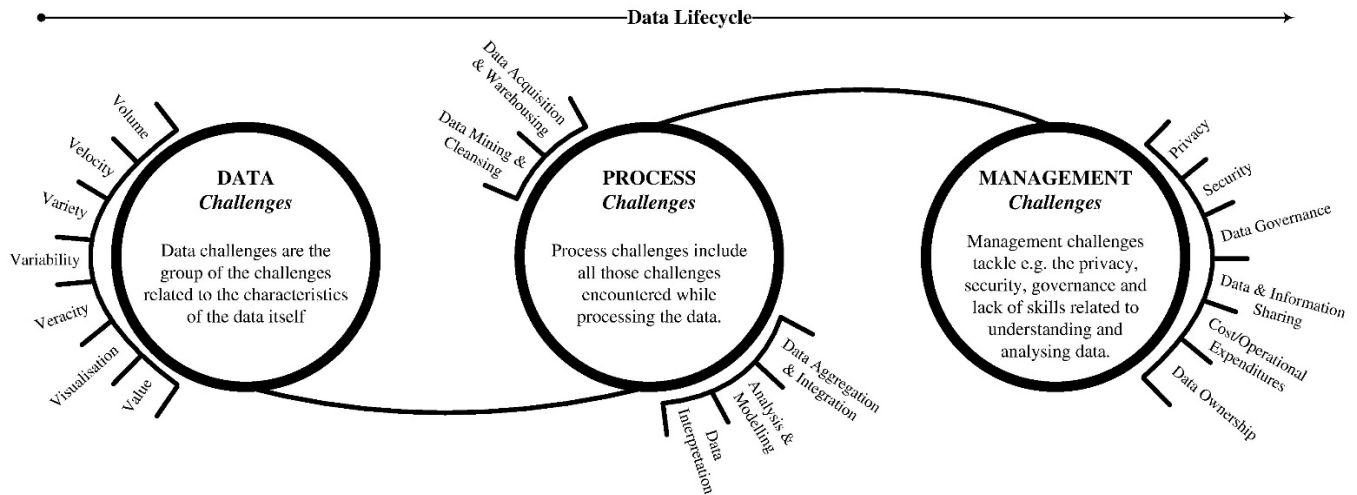 Data Lifecycle
Volume
Velocity
Variety
Variability
Veracity
Visualisation
Value
DATA
Challenges
Data challenges are the
group of the challenges
related to the characteristics
of the data itself
Data Acquisition
& Warehousing
Data Mining &
Cleansing
PROCESS
Challenges
Process challenges include
all those challenges
encountered while
processing the data.
Data Aggregation
& Integration
Analysis &
Modelling
Data
Interpretation
MANAGEMENT
Challenges
Management challenges
tackle e.g. the privacy,
security, governance and
lack of skills related to
understanding and
analysing data.
Privacy
Security
Data Governance
Data & Information
Sharing
Cost/Operational
Expenditures
Data Ownership